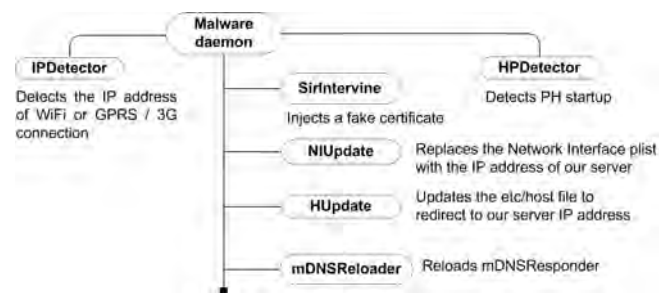 Malware
daemon
IPDetector
HPDetector
Detects the IP address
of WiFi or GPRS / 3G
connection
Detects PH startup
SirIntervine
Injects a fake certificate
NIUpdate
Replaces the Network Interface plist
with the IP address of our server
HUpdate
Updates the etc/host file to
redirect to our server IP address
mDNSReloader
Reloads mDNSResponder